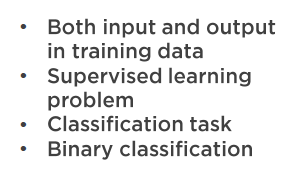 • Both input and output
in training data
• Supervised learning
problem
• Classification task
• Binary classification